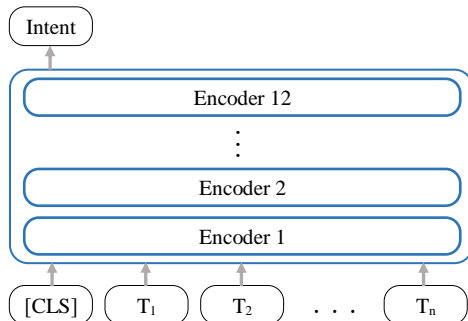 Intent
Encoder 12
⋮
Encoder 2
Encoder 1
[CLS] T₁ T₂ . . . Tₙ